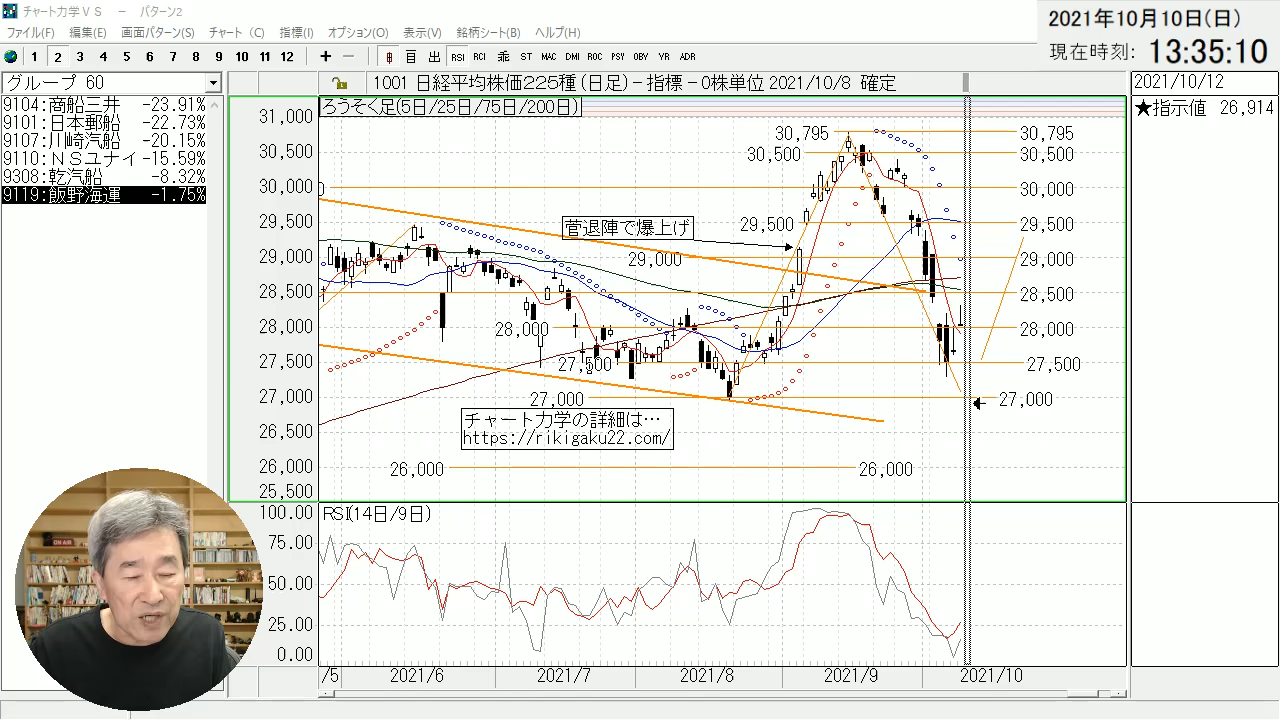 チャート力学ＶＳ － パターン2
2021年10月10日(日)
現在時刻: 13:35:10
ファイル(F) 編集(E) 画面パターン(S) チャート (C) 指標(I) オプション(O) 表示(V) 銘柄シート(B) ヘルプ(H)
1 2 3 4 5 6 7 8 9 10 11 12 + − 日 百 出 RSI RCI 乖 ST MAC DMI ROC PSY OBV YR ADR
グループ 60
1001 日経平均株価225種 (日足) − 指標 − 0株単位 2021/10/8 確定
2021/10/12
9104:商船三井 -23.91%
9101:日本郵船 -22.73%
9107:川崎汽船 -20.15%
9110:ＮＳユナイ -15.59%
9308:乾汽船 -8.32%
9119:飯野海運 -1.75%
★指示値 26,914
ろうそく足(5日/25日/75日/200日)
31,000
30,500
30,000
29,500
29,000
28,500
28,000
27,500
27,000
26,500
26,000
25,500
30,795
30,500
29,500
29,000
28,000
27,500
27,000
26,000
菅退陣で爆上げ
30,795
30,500
30,000
29,500
29,000
28,500
28,000
27,500
27,000
26,000
チャート力学の詳細は…
https://rikigaku22.com/
RSI(14日/9日)
100.00
75.00
50.00
25.00
0.00
/5 2021/6 2021/7 2021/8 2021/9 2021/10
ON AIR